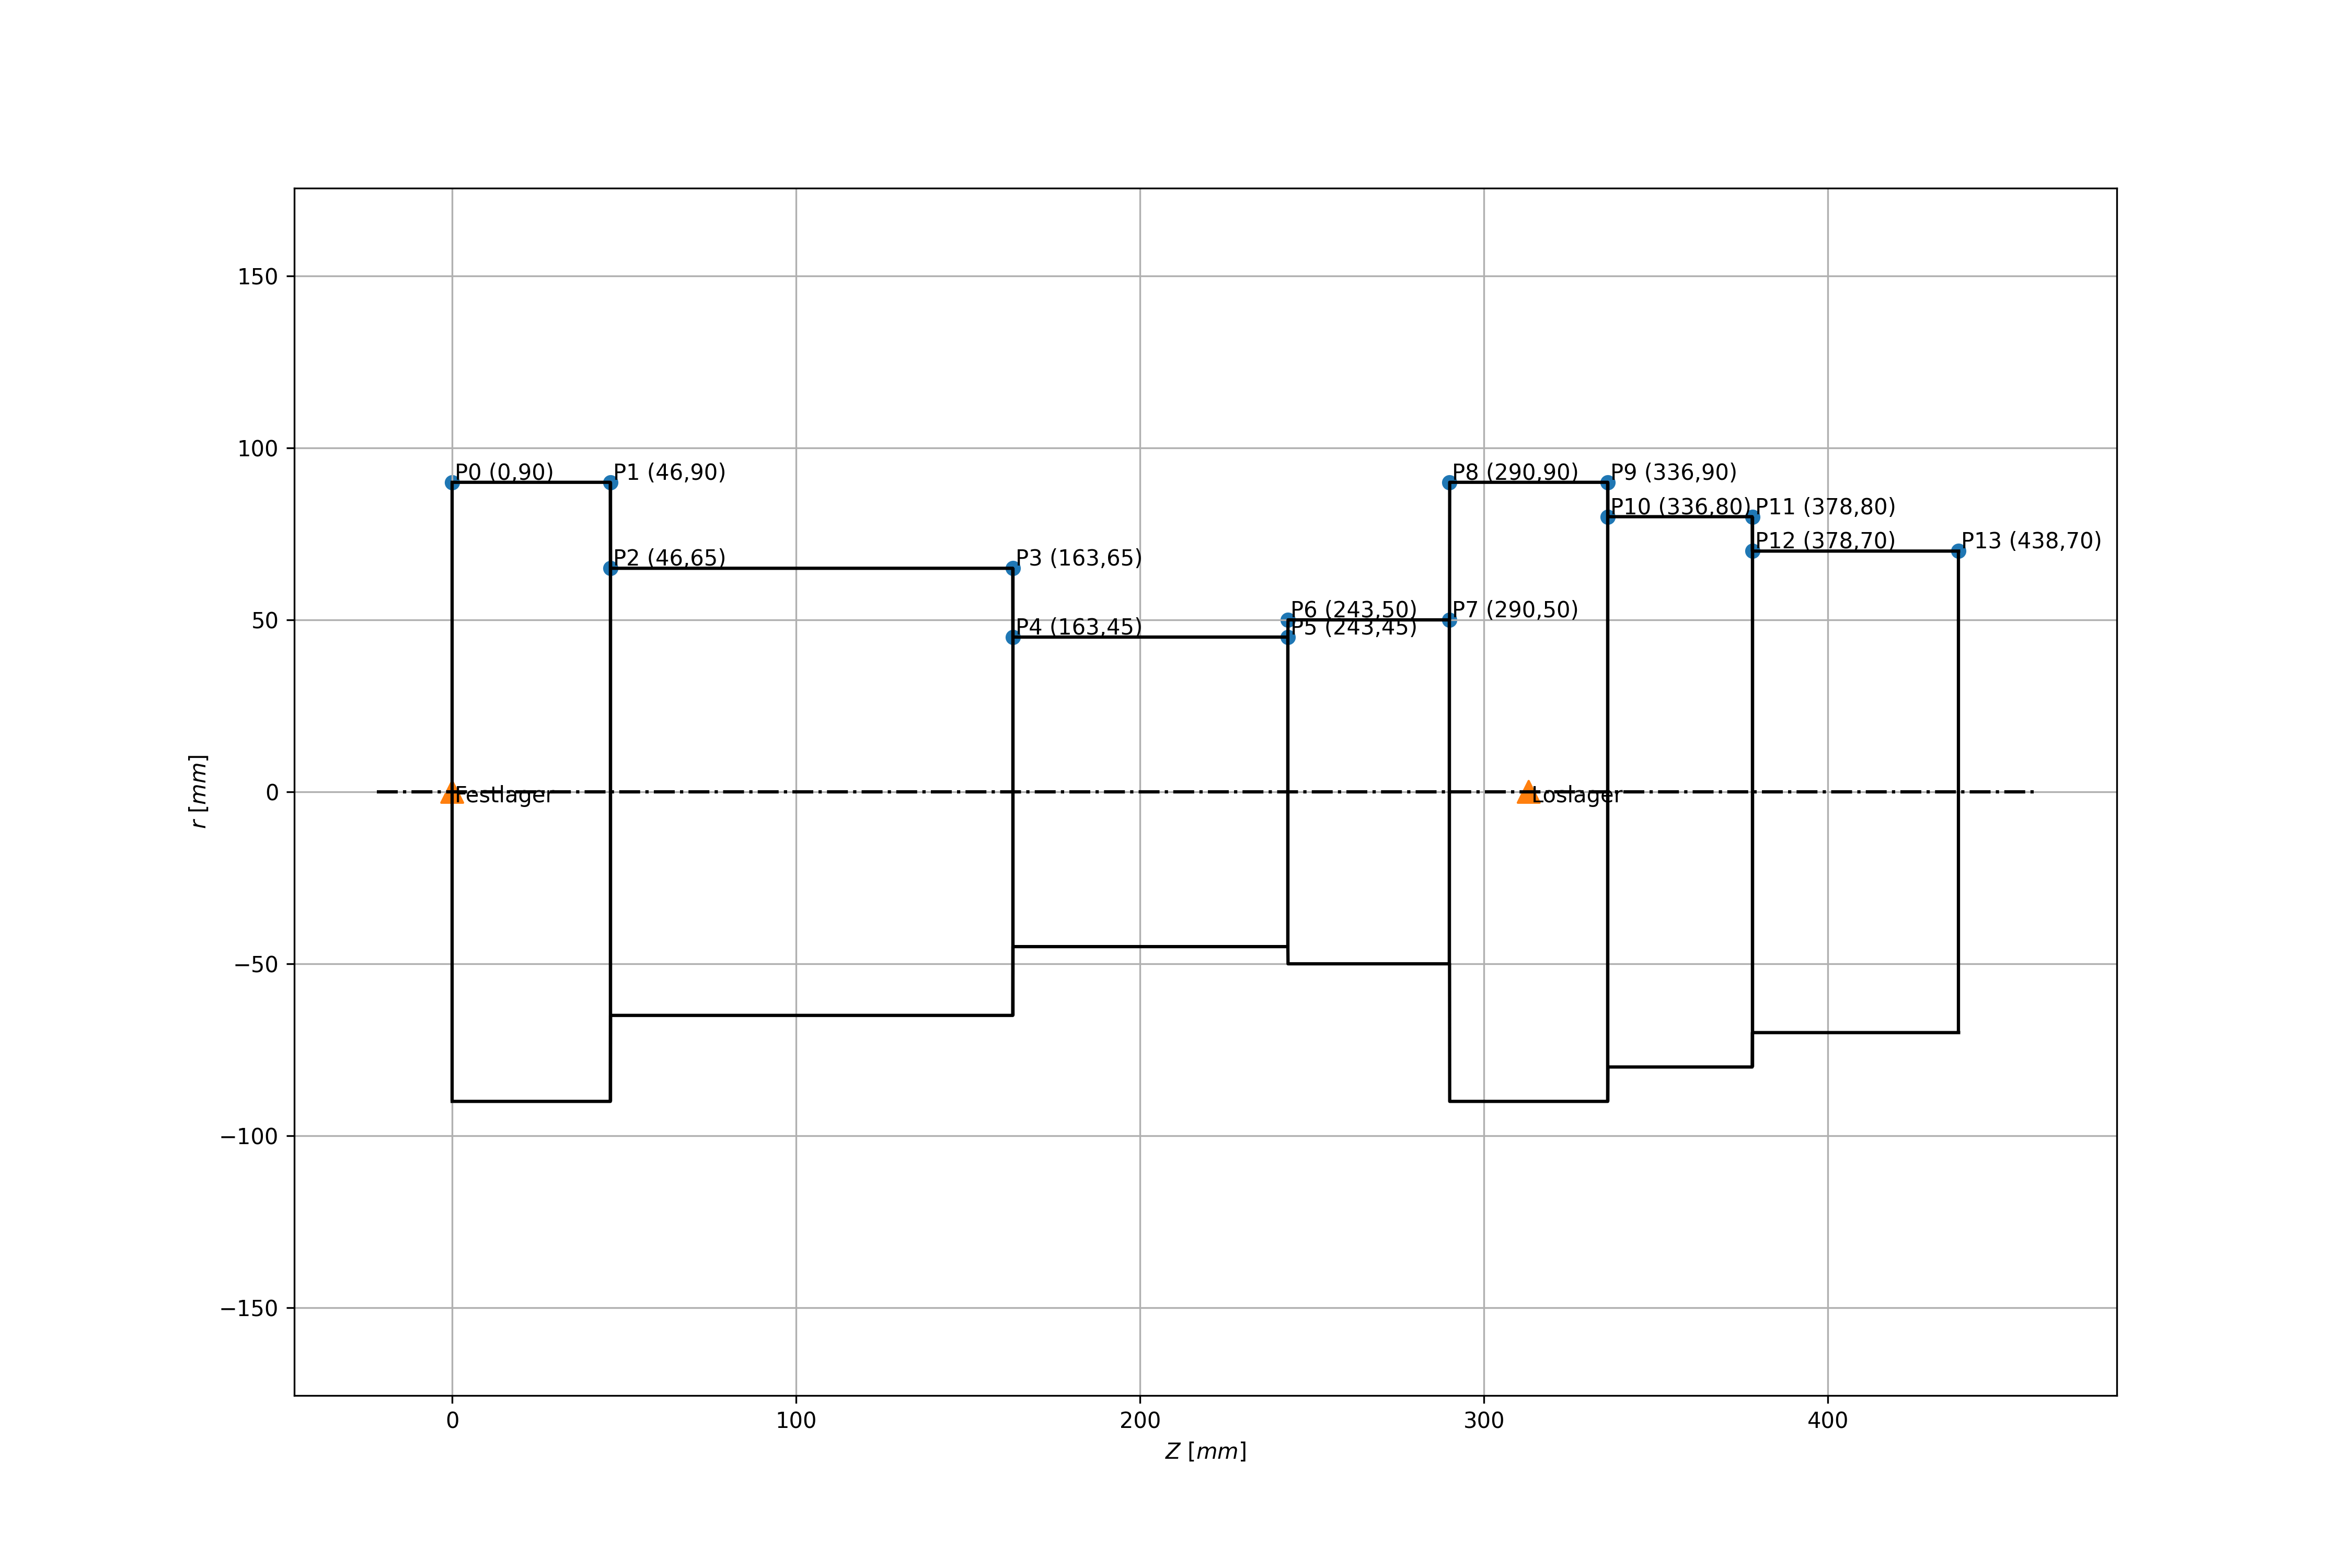 150
100
50
0
−50
−100
−150
r [mm]
P0 (0,90)
P1 (46,90)
P8 (290,90)
P9 (336,90)
P10 (336,80)
P11 (378,80)
P2 (46,65)
P3 (163,65)
P12 (378,70)
P13 (438,70)
P6 (243,50)
P7 (290,50)
P4 (163,45)
P5 (243,45)
Festlager
Loslager
0
100
200
300
400
Z [mm]